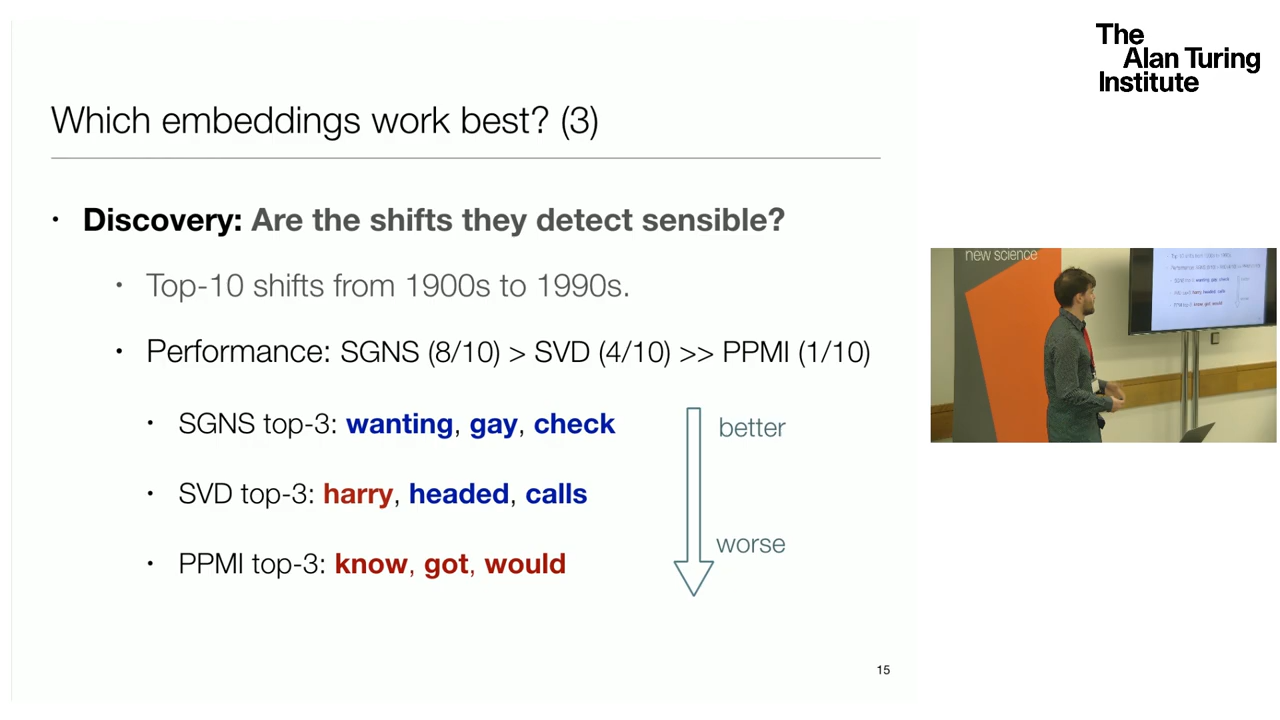 The
Alan Turing
Institute
Which embeddings work best? (3)
• Discovery: Are the shifts they detect sensible?
• Top-10 shifts from 1900s to 1990s.
• Performance: SGNS (8/10) > SVD (4/10) >> PPMI (1/10)
• SGNS top-3: wanting, gay, check
• SVD top-3: harry, headed, calls
• PPMI top-3: know, got, would
better
worse
15
new science